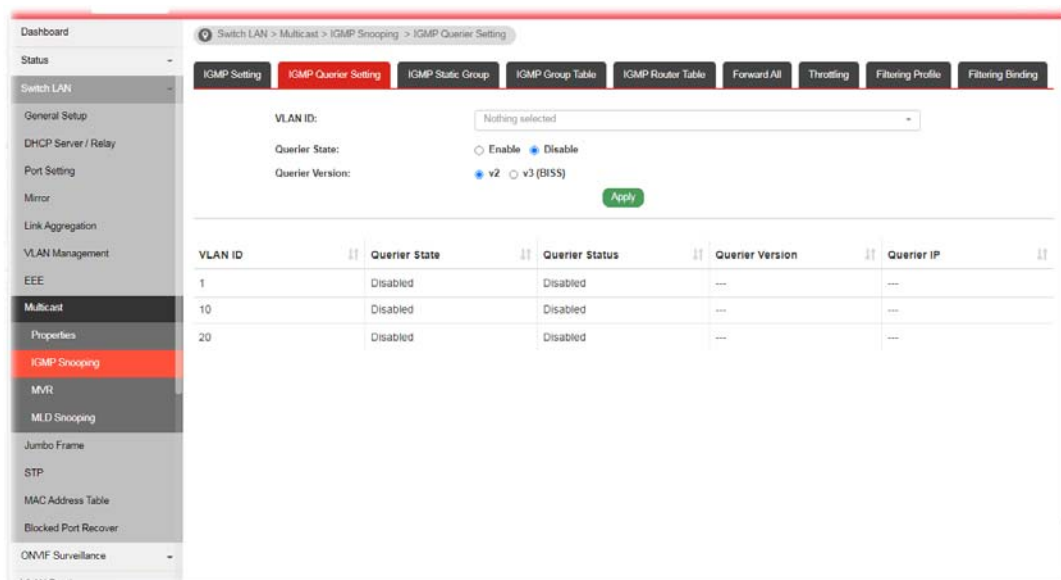 Dashboard
Status
Switch LAN
General Setup
DHCP Server / Relay
Port Setting
Mirror
Link Aggregation
VLAN Management
EEE
Multicast
Properties
IGMP Snooping
MVR
MLD Snooping
Jumbo Frame
STP
MAC Address Table
Blocked Port Recover
ONVIF Surveillance
Switch LAN > Multicast > IGMP Snooping > IGMP Querier Setting
IGMP Setting IGMP Querier Setting IGMP Static Group IGMP Group Table IGMP Router Table Forward All Throttling Filtering Profile Filtering Binding
VLAN ID: Nothing selected
Querier State: Enable Disable
Querier Version: v2 v3 (BISS)
Apply
VLAN ID Querier State Querier Status Querier Version Querier IP
1 Disabled Disabled --- ---
10 Disabled Disabled --- ---
20 Disabled Disabled --- ---